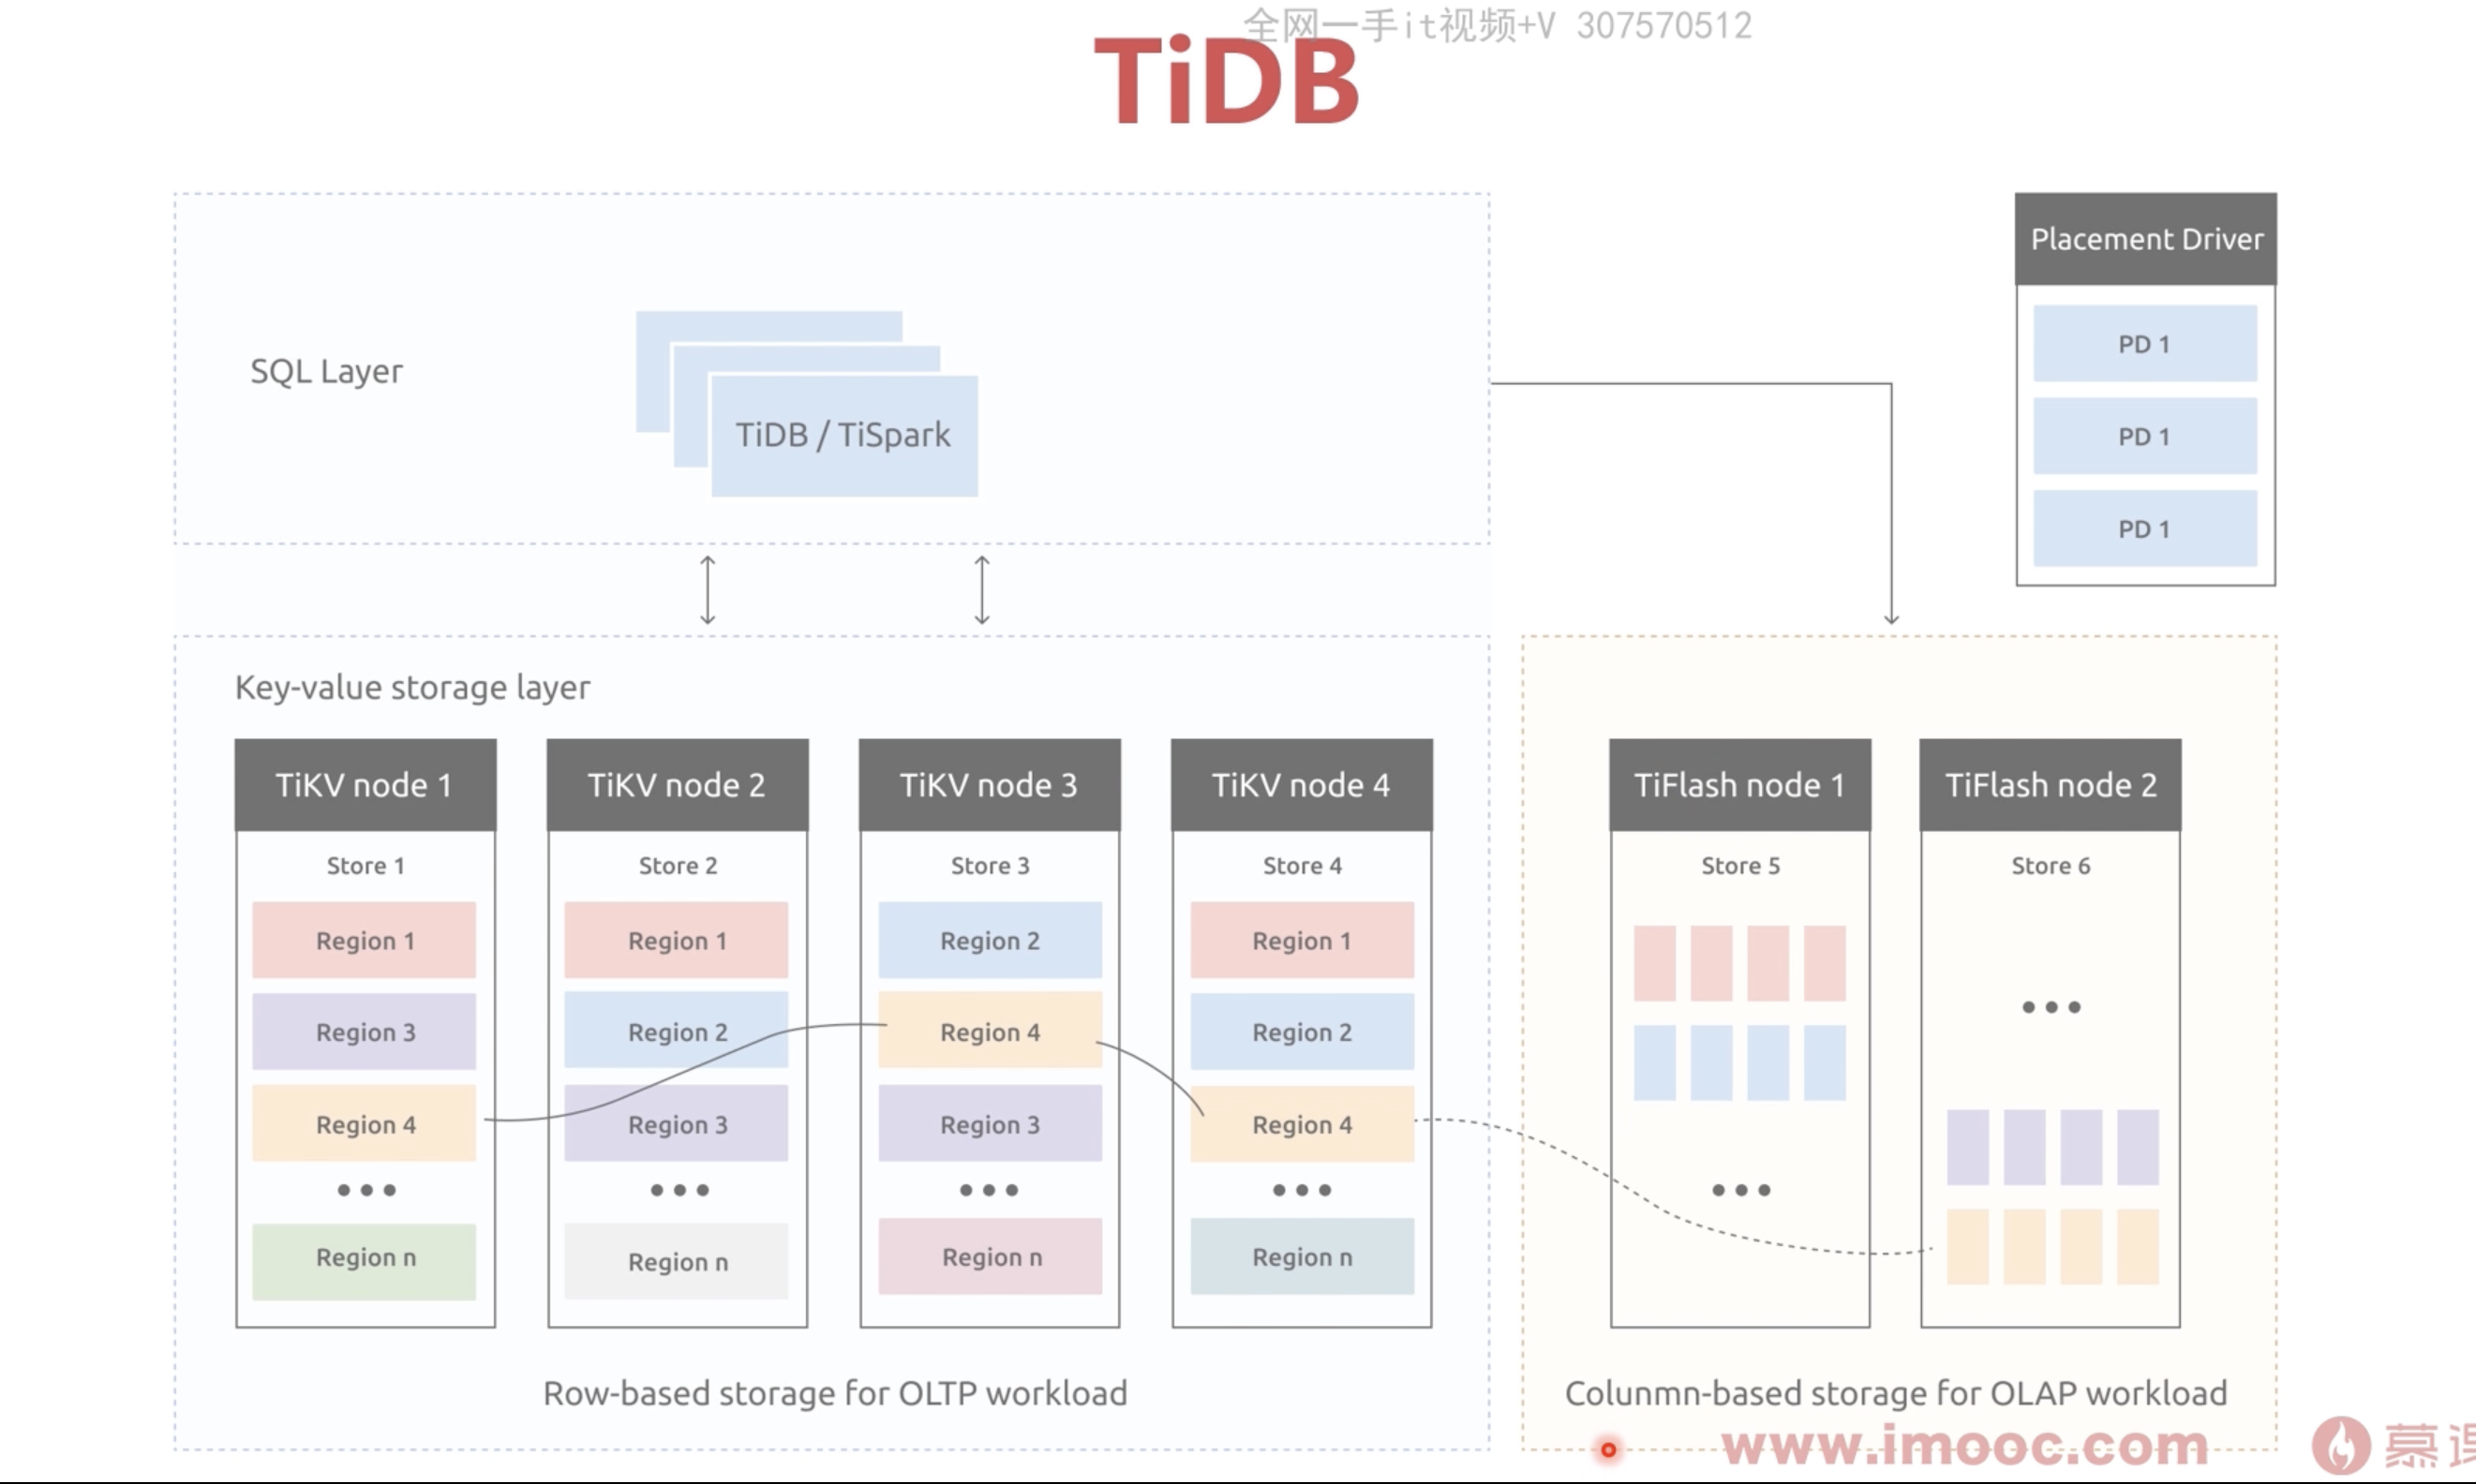 全网一手it视频+V 307570512
TiDB
SQL Layer
TiDB / TiSpark
Placement Driver
PD 1
PD 1
PD 1
Key-value storage layer
TiKV node 1
Store 1
Region 1
Region 3
Region 4
•••
Region n
TiKV node 2
Store 2
Region 1
Region 2
Region 3
•••
Region n
TiKV node 3
Store 3
Region 2
Region 4
Region 3
•••
Region n
TiKV node 4
Store 4
Region 1
Region 2
Region 4
•••
Region n
Row-based storage for OLTP workload
TiFlash node 1
Store 5
•••
TiFlash node 2
Store 6
•••
Colunmn-based storage for OLAP workload
www.imooc.com
慕